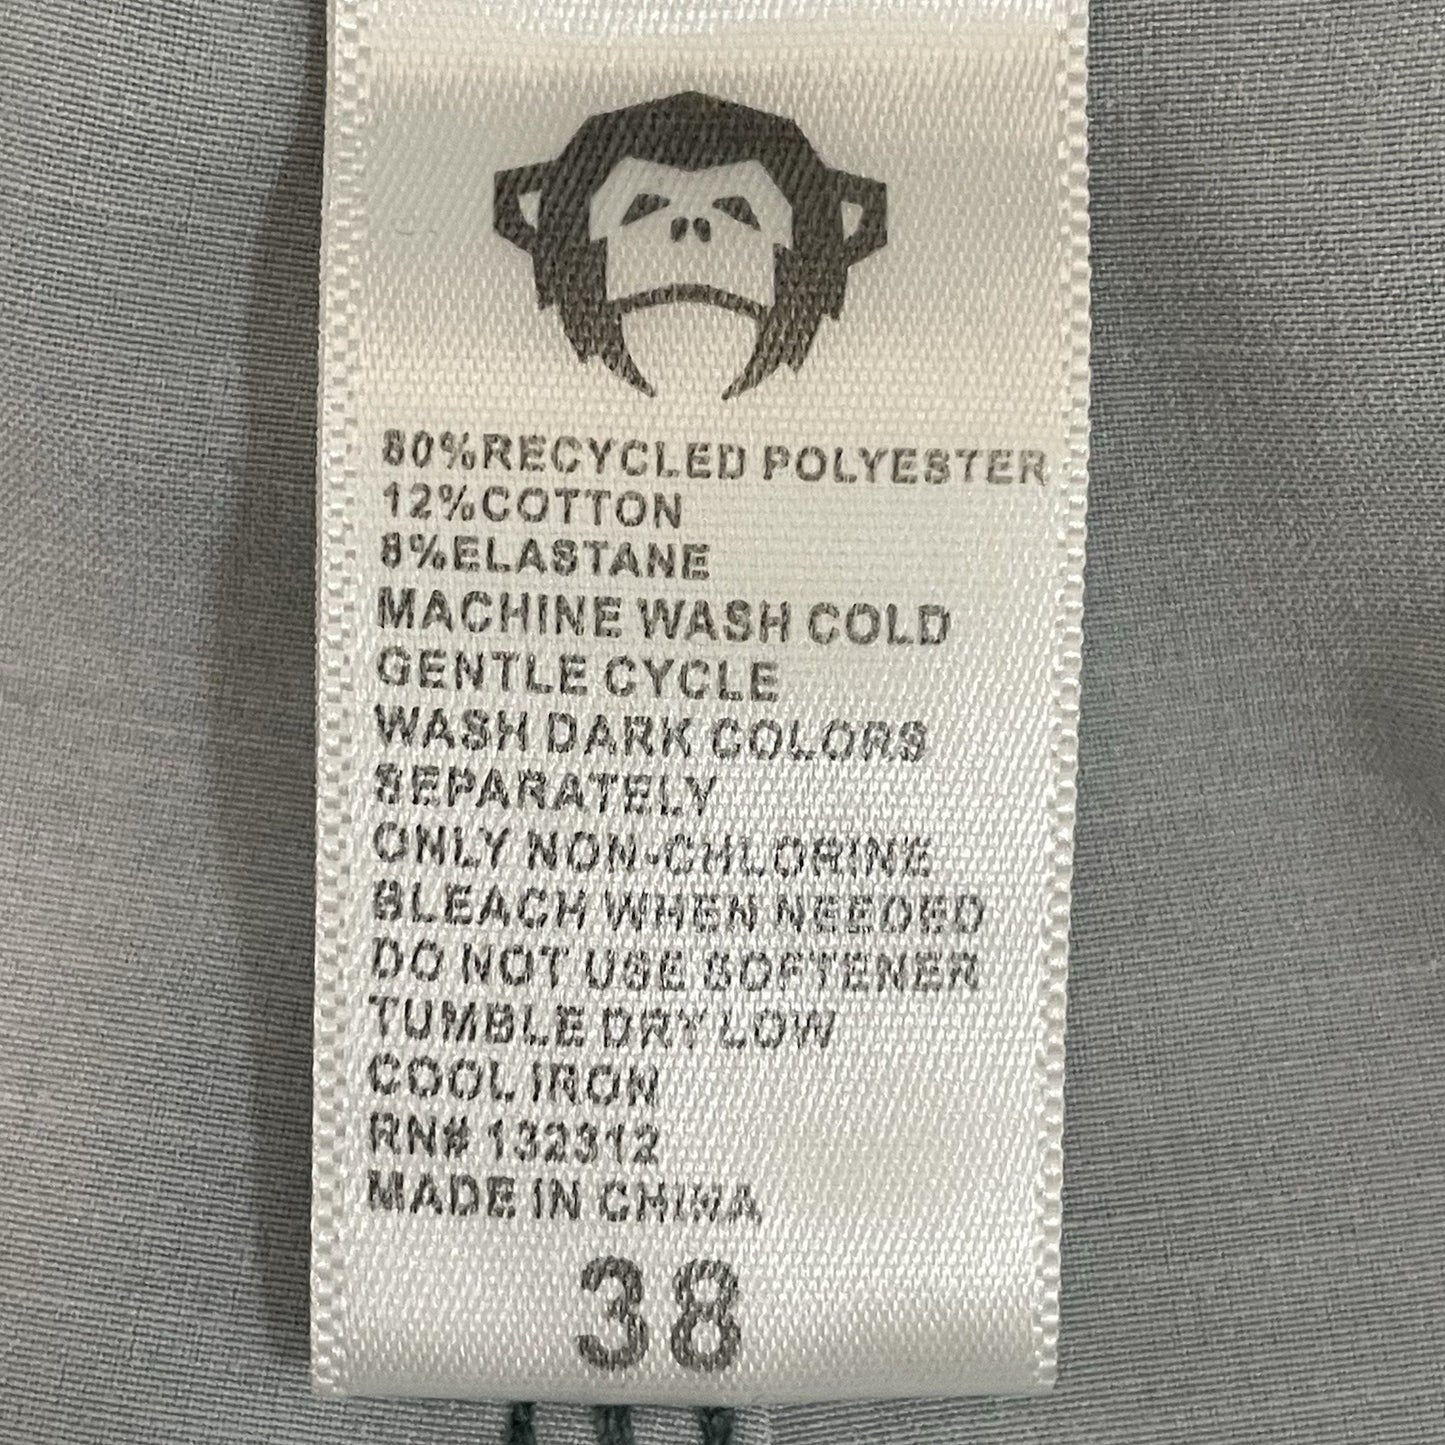 80%RECYCLED POLYESTER
12%COTTON
8%ELASTANE
MACHINE WASH COLD
GENTLE CYCLE
WASH DARK COLORS
SEPARATELY
ONLY NON-CHLORINE
BLEACH WHEN NEEDED
DO NOT USE SOFTENER
TUMBLE DRY LOW
COOL IRON
RN# 132312
MADE IN CHINA
38